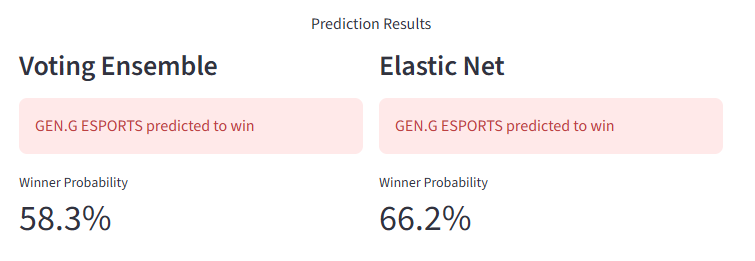 Prediction Results
Voting Ensemble
GEN.G ESPORTS predicted to win
Winner Probability
58.3%
Elastic Net
GEN.G ESPORTS predicted to win
Winner Probability
66.2%